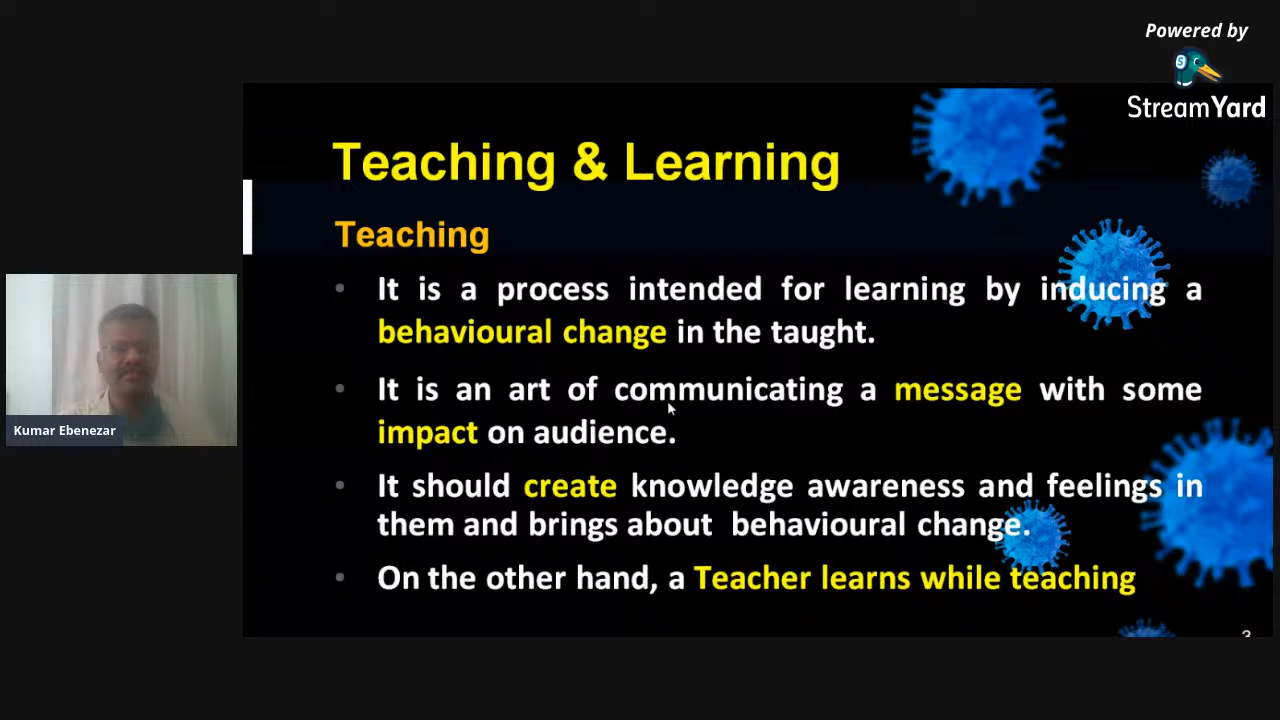 Powered by
StreamYard
Teaching & Learning
Teaching
It is a process intended for learning by inducing a
behavioural change in the taught.
It is an art of communicating a message with some
impact on audience.
It should create knowledge awareness and feelings in
them and brings about behavioural change.
On the other hand, a Teacher learns while teaching
Kumar Ebenezar
3